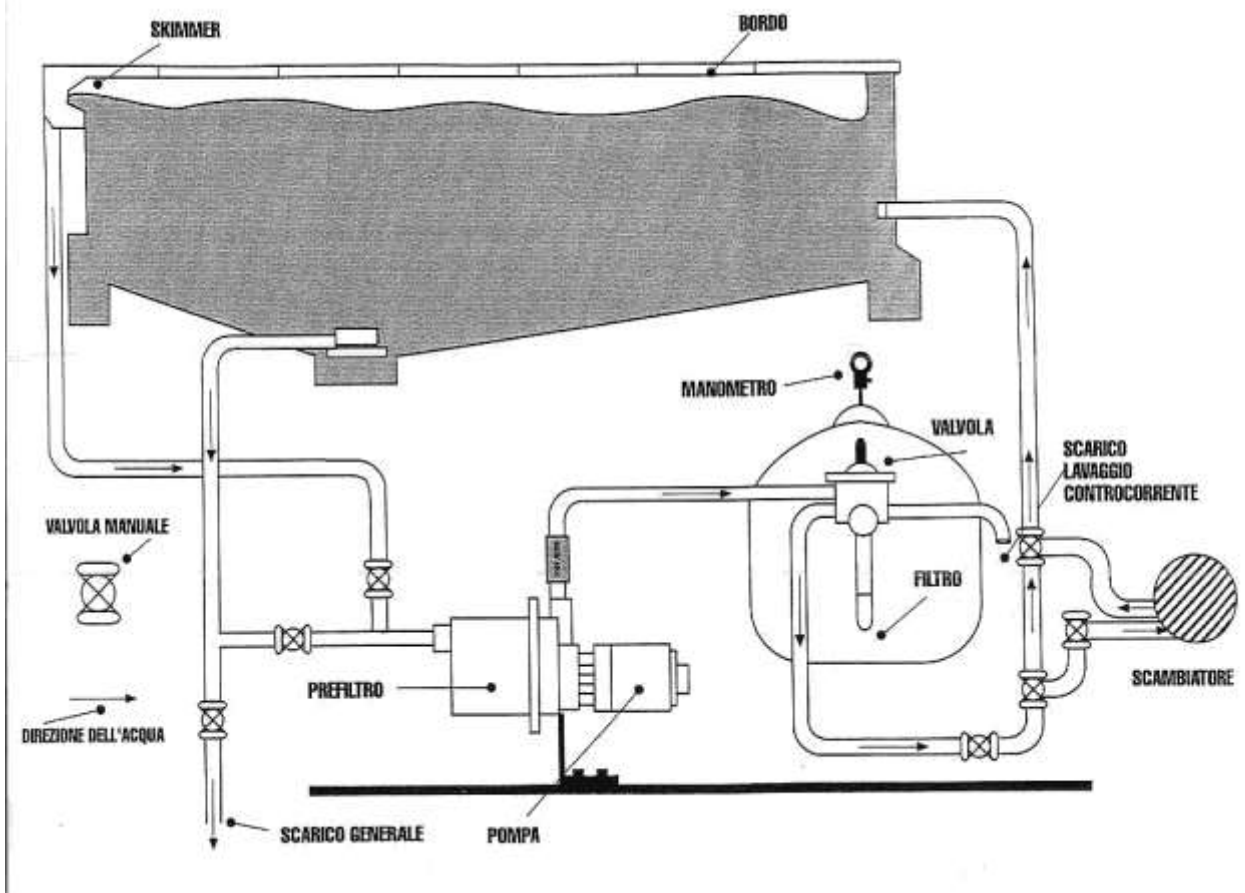 SKIMMER
BORDO
MANOMETRO
VALVOLA
SCARICO
LAVAGGIO
CONTROCORRENTE
VALVOLA MANUALE
FILTRO
PREFILTRO
SCAMBIATORE
DIREZIONE DELL'ACQUA
SCARICO GENERALE
POMPA